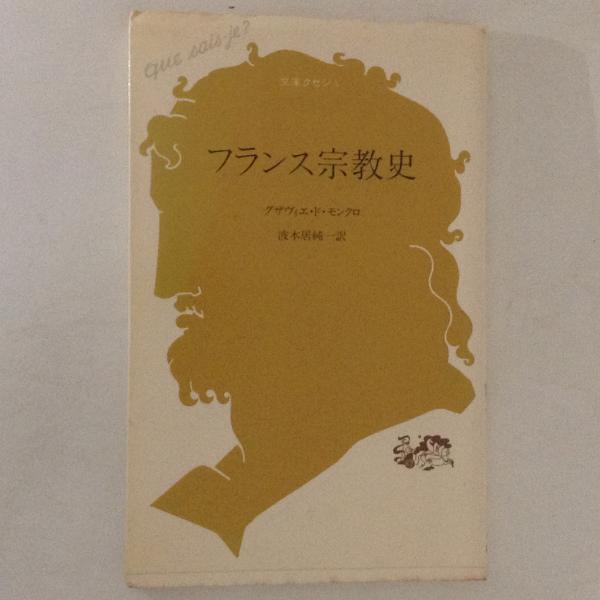 que sais-je?
文庫クセジュ
フランス宗教史
グザヴィエ・ド・モンクロ
波木居純一訳